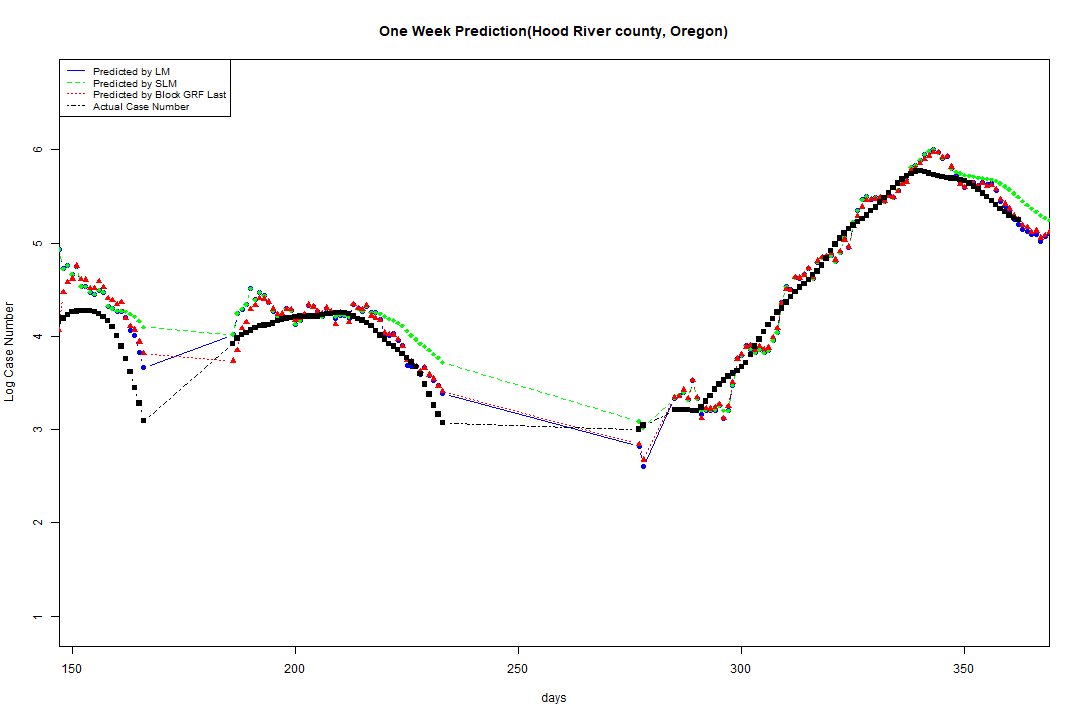 One Week Prediction(Hood River county, Oregon)
Predicted by LM
Predicted by SLM
Predicted by Block GRF Last
Actual Case Number
Log Case Number
6
5
4
3
2
1
150 200 250 300 350
days